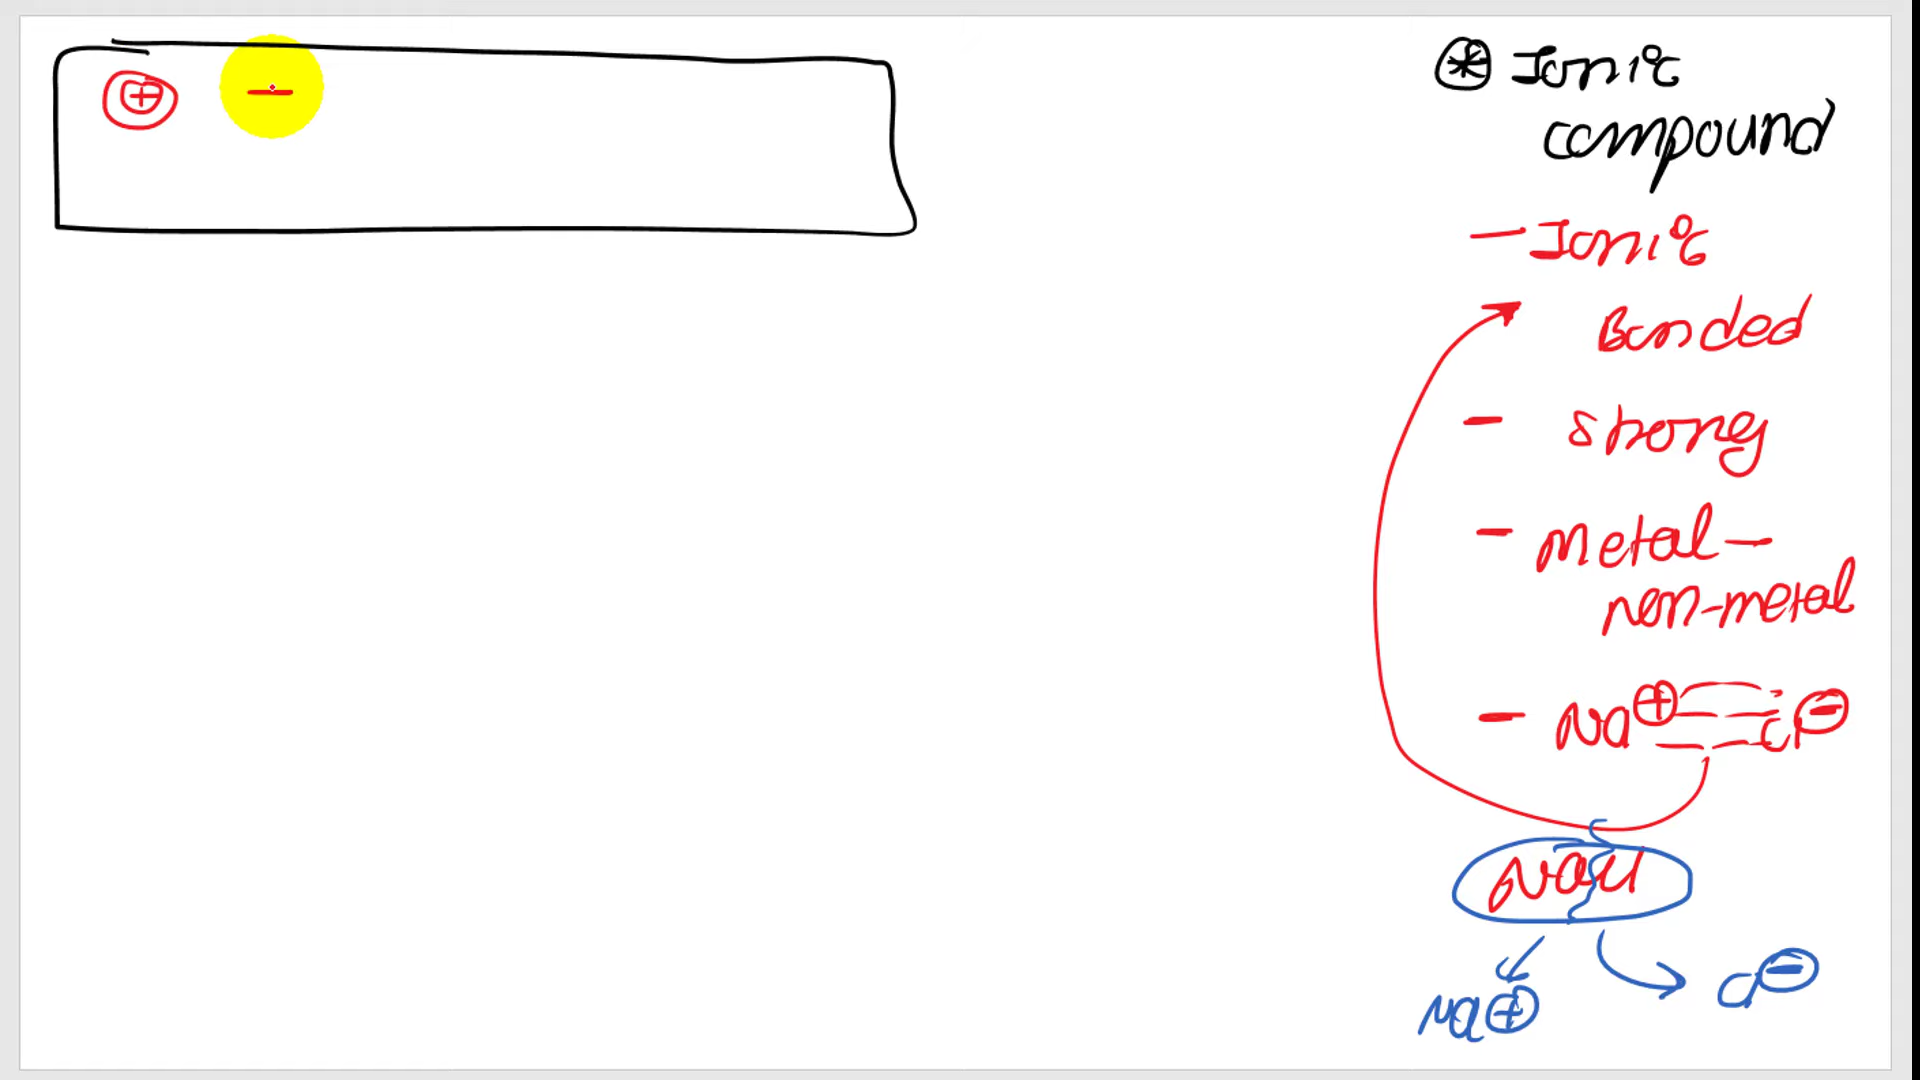 ⊕ −
⊛ Ionic
compound
- Ionic
Bonded
- strong
- Metal -
non-metal
- Na⊕ Cl⊖
NaCl
Na⊕ Cl⊖